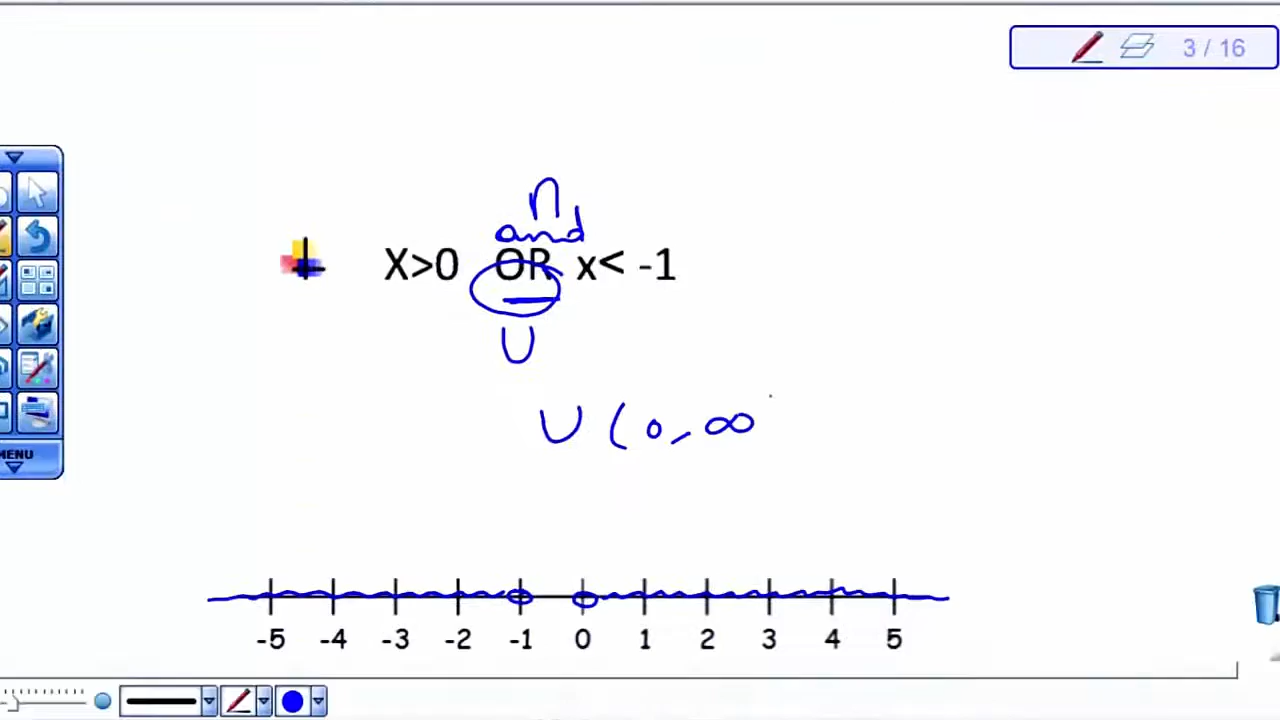 3 / 16
∩
and
X>0 OR x< -1
U
U (0, ∞
MENU
-5 -4 -3 -2 -1 0 1 2 3 4 5